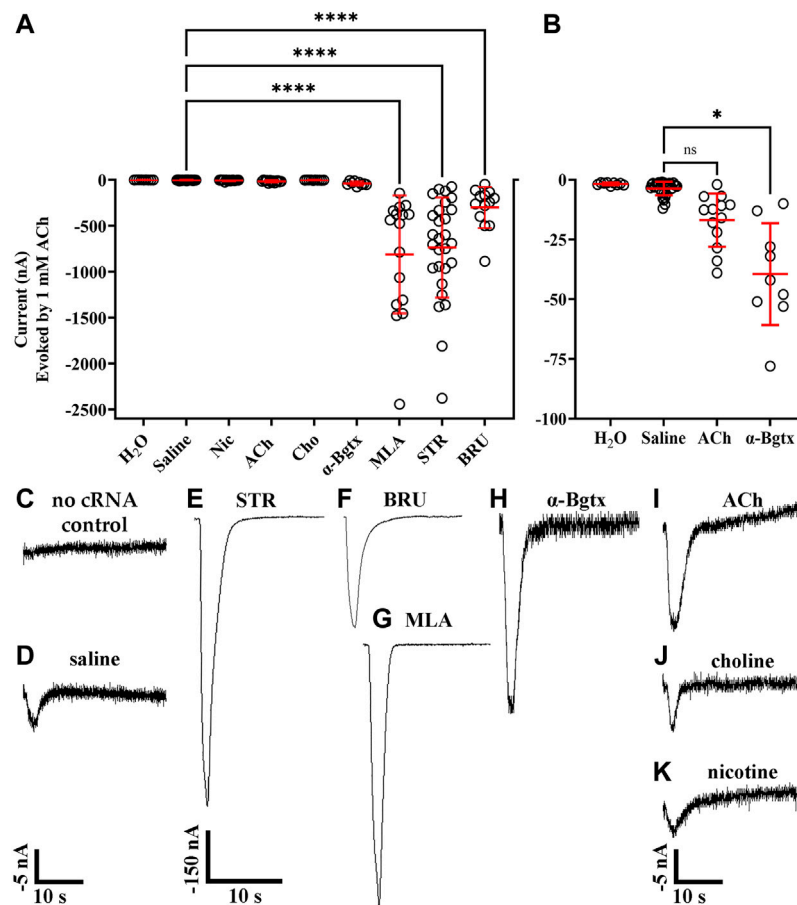 A
B
****
****
****
*
ns
0
-500
-1000
-1500
-2000
-2500
Current (nA)
Evoked by 1 mM ACh
H₂O
Saline
Nic
ACh
Cho
α-Bgtx
MLA
STR
BRU
0
-25
-50
-75
-100
H₂O
Saline
ACh
α-Bgtx
C
no cRNA
control
E
STR
F
BRU
H
α-Bgtx
I
ACh
G
MLA
D
saline
J
choline
K
nicotine
-5 nA
10 s
-150 nA
10 s
-5 nA
10 s